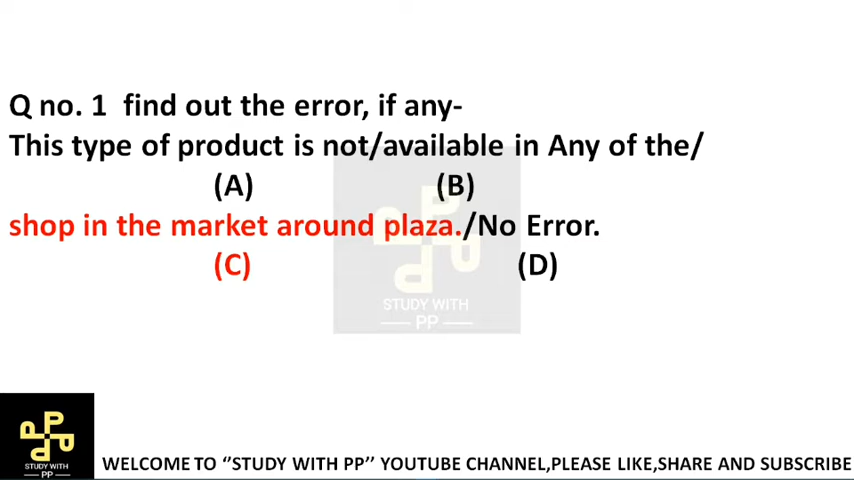 Q no. 1 find out the error, if any-
This type of product is not/available in Any of the/
(A) (B)
shop in the market around plaza./No Error.
(C) (D)
STUDY WITH
PP
P P P P
STUDY WITH
PP
WELCOME TO ‘’STUDY WITH PP’’ YOUTUBE CHANNEL,PLEASE LIKE,SHARE AND SUBSCRIBE